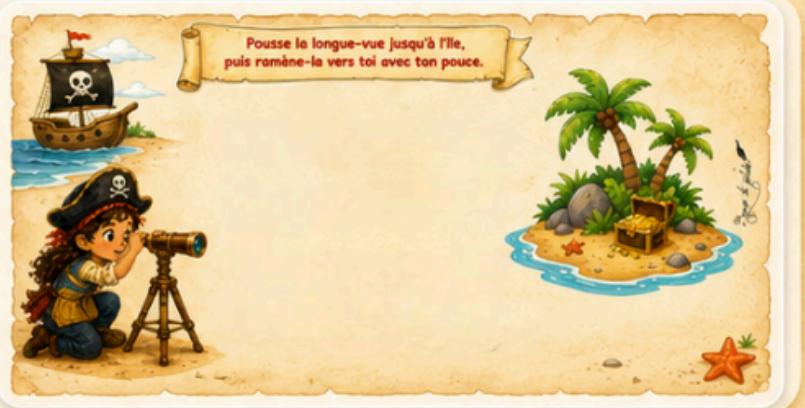 Pousse la longue-vue jusqu'à l'île,
puis ramène-la vers toi avec ton pouce.